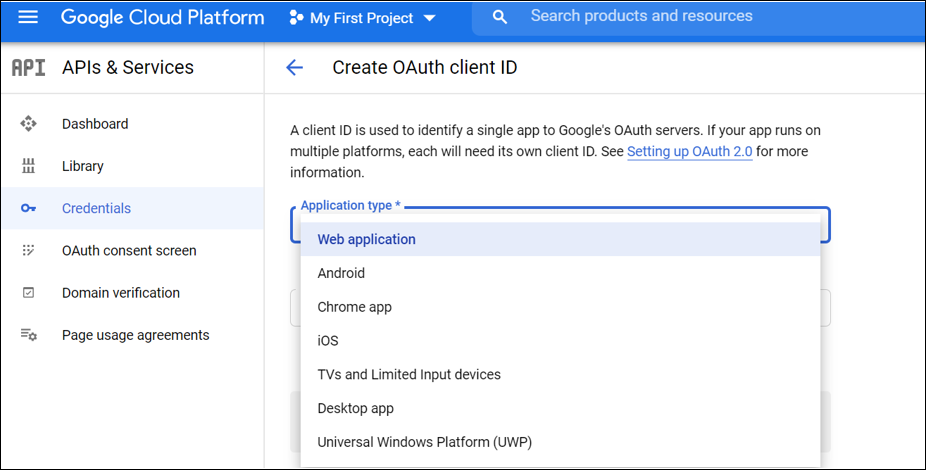 Google Cloud Platform
My First Project
Search products and resources
API
APIs & Services
Create OAuth client ID
Dashboard
Library
Credentials
OAuth consent screen
Domain verification
Page usage agreements
A client ID is used to identify a single app to Google's OAuth servers. If your app runs on
multiple platforms, each will need its own client ID. See Setting up OAuth 2.0 for more
information.
Application type *
Web application
Android
Chrome app
iOS
TVs and Limited Input devices
Desktop app
Universal Windows Platform (UWP)